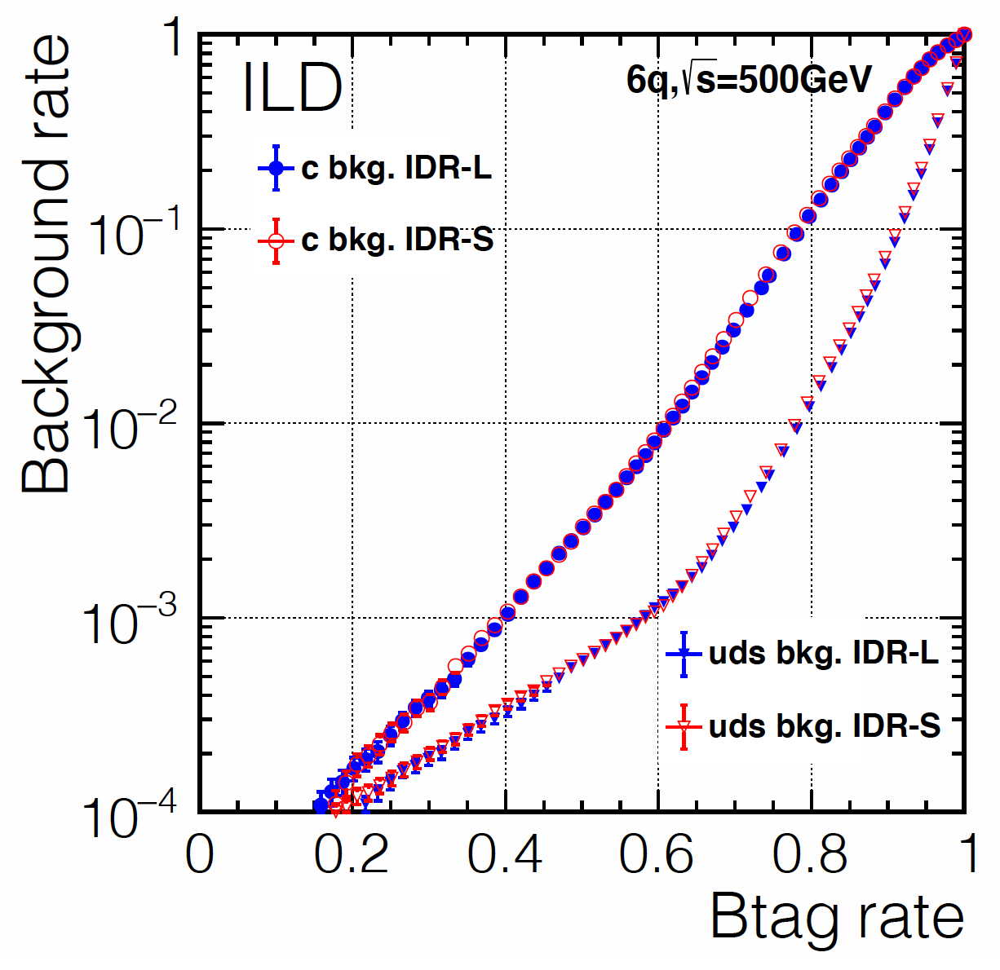 Background rate
1
10⁻¹
10⁻²
10⁻³
10⁻⁴
ILD
6q,√s=500GeV
c bkg. IDR-L
c bkg. IDR-S
uds bkg. IDR-L
uds bkg. IDR-S
0 0.2 0.4 0.6 0.8 1
Btag rate